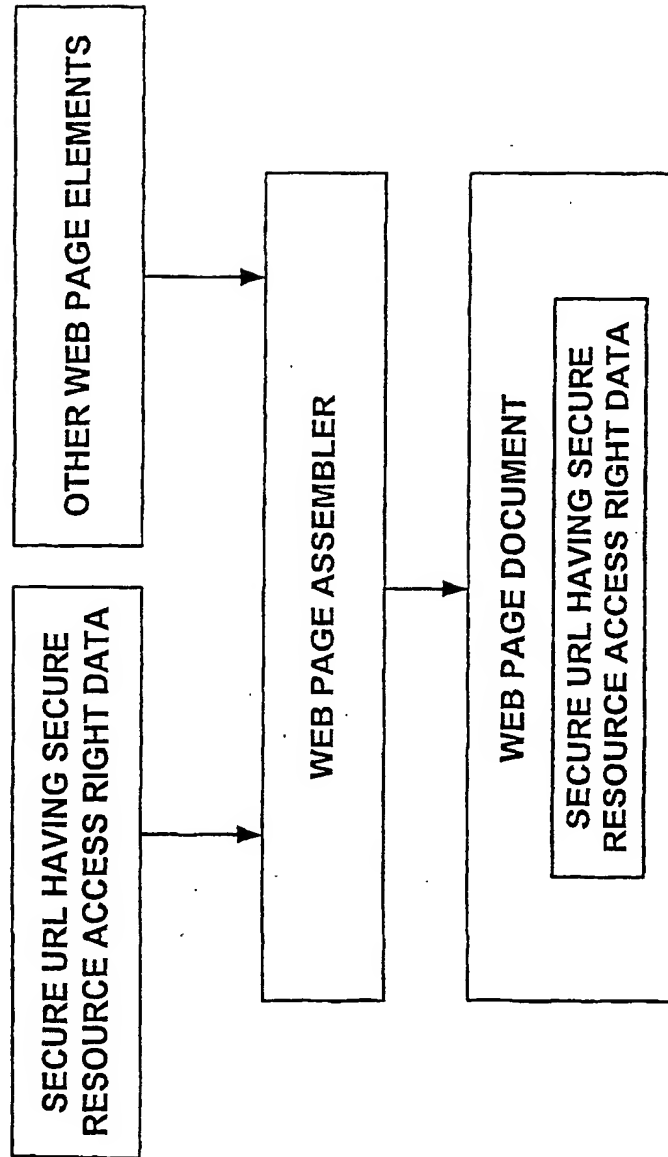 SECURE URL HAVING SECURE
RESOURCE ACCESS RIGHT DATA
OTHER WEB PAGE ELEMENTS
WEB PAGE ASSEMBLER
WEB PAGE DOCUMENT
SECURE URL HAVING SECURE
RESOURCE ACCESS RIGHT DATA